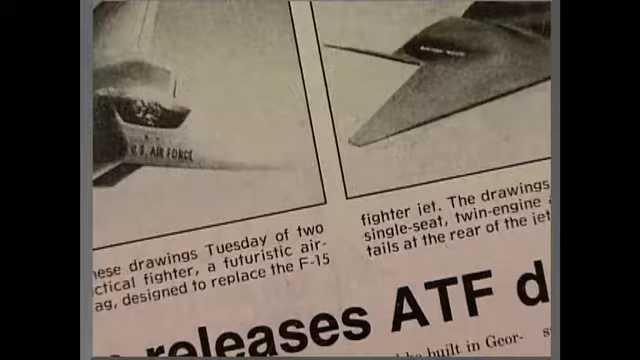 U.S. AIR FORCE
hese drawings Tuesday of two
ctical fighter, a futuristic air-
ag, designed to replace the F-15
fighter jet. The drawings
single-seat, twin-engine
tails at the rear of the jet
releases ATF d
be built in Geor-